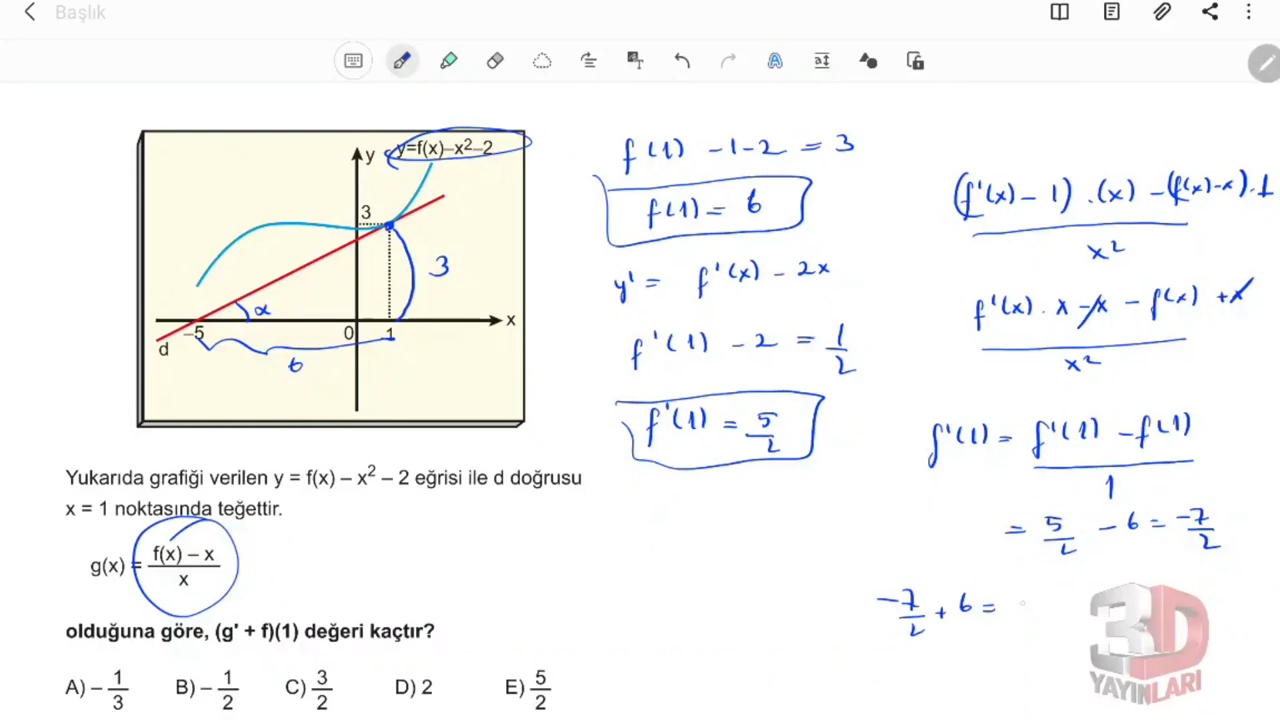 Başlık
y=f(x)–x²–2
y
3
3
α
–5
0
1
x
d
6
f(1) -1-2 = 3
f(1) = 6
y' = f'(x) - 2x
f'(1) - 2 = 1/2
f'(1) = 5/2
(f'(x) - 1) . (x) - (f(x)-x).1
x²
f'(x) . x - x - f(x) + x
x²
f'(1) = f'(1) - f(1)
1
= 5/2 - 6 = -7/2
-7/2 + 6 =
Yukarıda grafiği verilen y = f(x) – x² – 2 eğrisi ile d doğrusu
x = 1 noktasında teğettir.
g(x) = f(x) – x
x
olduğuna göre, (g' + f)(1) değeri kaçtır?
A) – 1/3 B) – 1/2 C) 3/2 D) 2 E) 5/2
3D
YAYINLARI